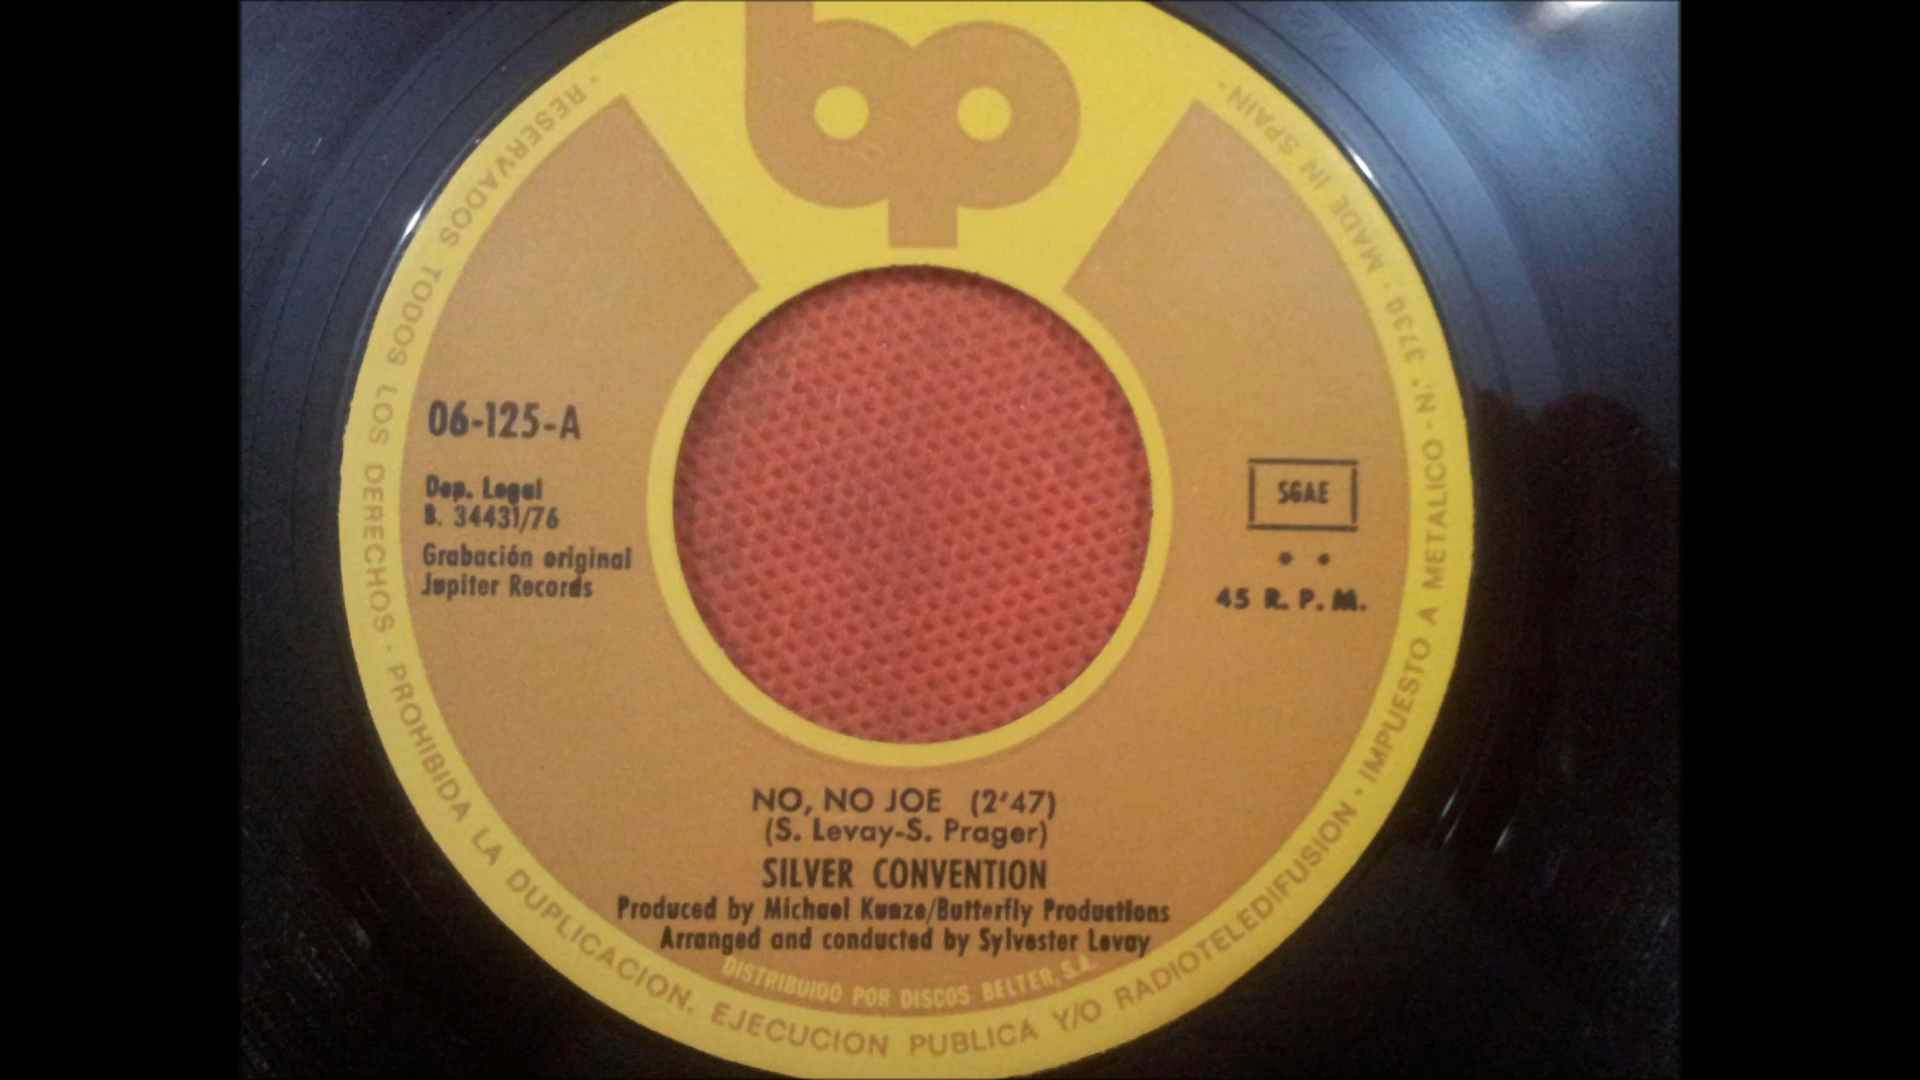 bp
06-125-A
Dep. Legal
B. 34431/76
Grabación original
Jupiter Records
SGAE
45 R. P. M.
NO, NO JOE (2'47)
(S. Levay-S. Prager)
SILVER CONVENTION
Produced by Michael Kunze/Butterfly Productions
Arranged and conducted by Sylvester Levay
DISTRIBUIDO POR DISCOS BELTER, S.A.
RESERVADOS TODOS LOS DERECHOS · PROHIBIDA LA DUPLICACION, EJECUCION PUBLICA Y/O RADIOTELEDIFUSION · IMPUESTO A METALICO · N.° 3730 · MADE IN SPAIN ·